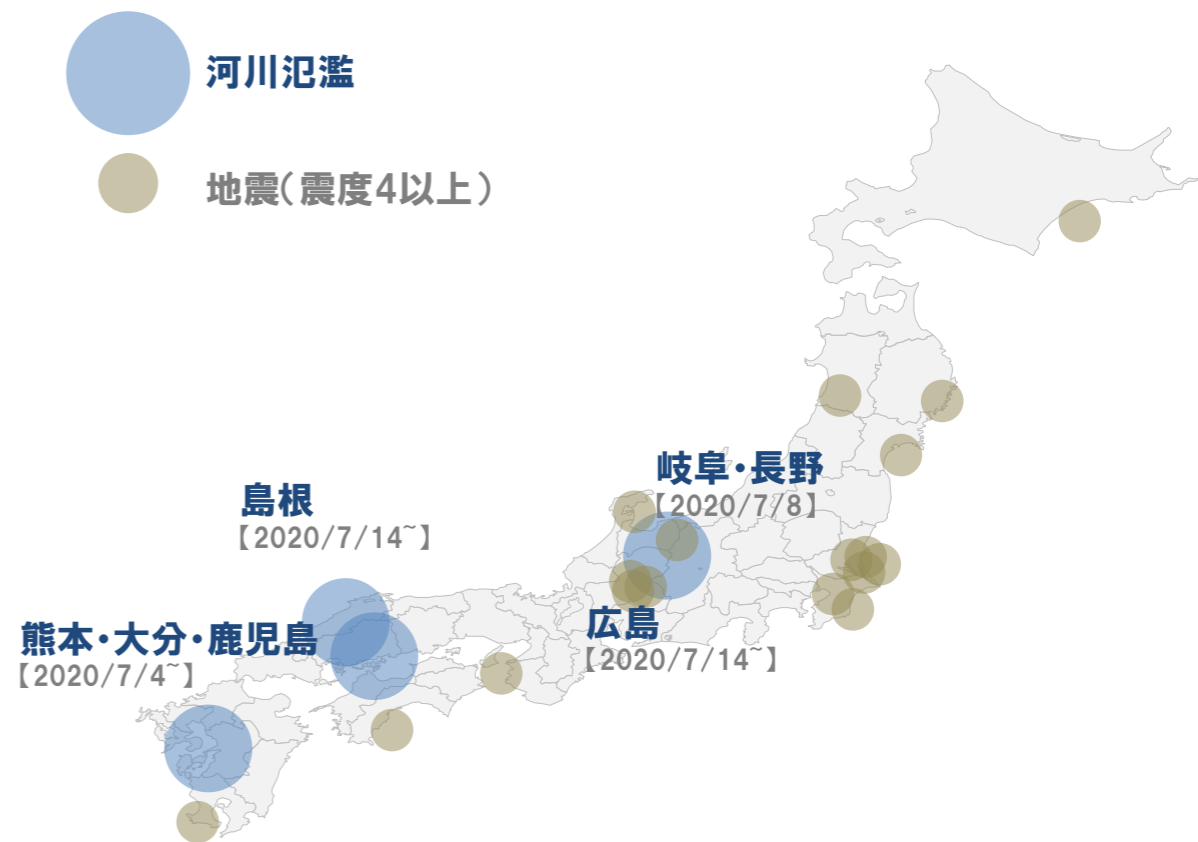 河川氾濫
地震(震度4以上)
岐阜・長野
【2020/7/8】
島根
【2020/7/14~】
広島
【2020/7/14~】
熊本・大分・鹿児島
【2020/7/4~】